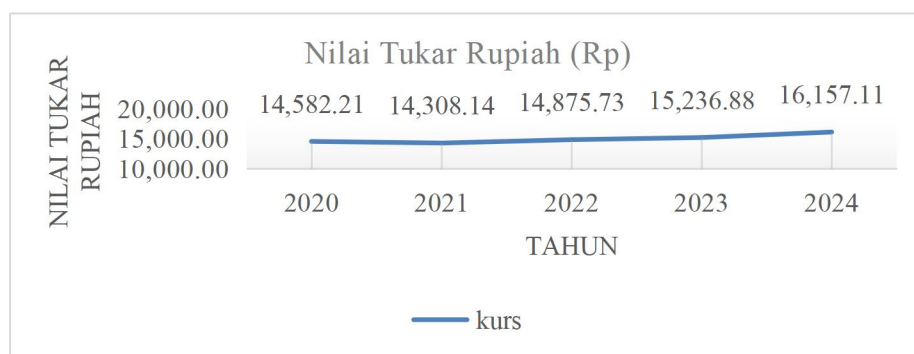 Nilai Tukar Rupiah (Rp)
NILAI TUKAR
RUPIAH
20,000.00
15,000.00
10,000.00
14,582.21 14,308.14 14,875.73 15,236.88 16,157.11
2020 2021 2022 2023 2024
TAHUN
kurs